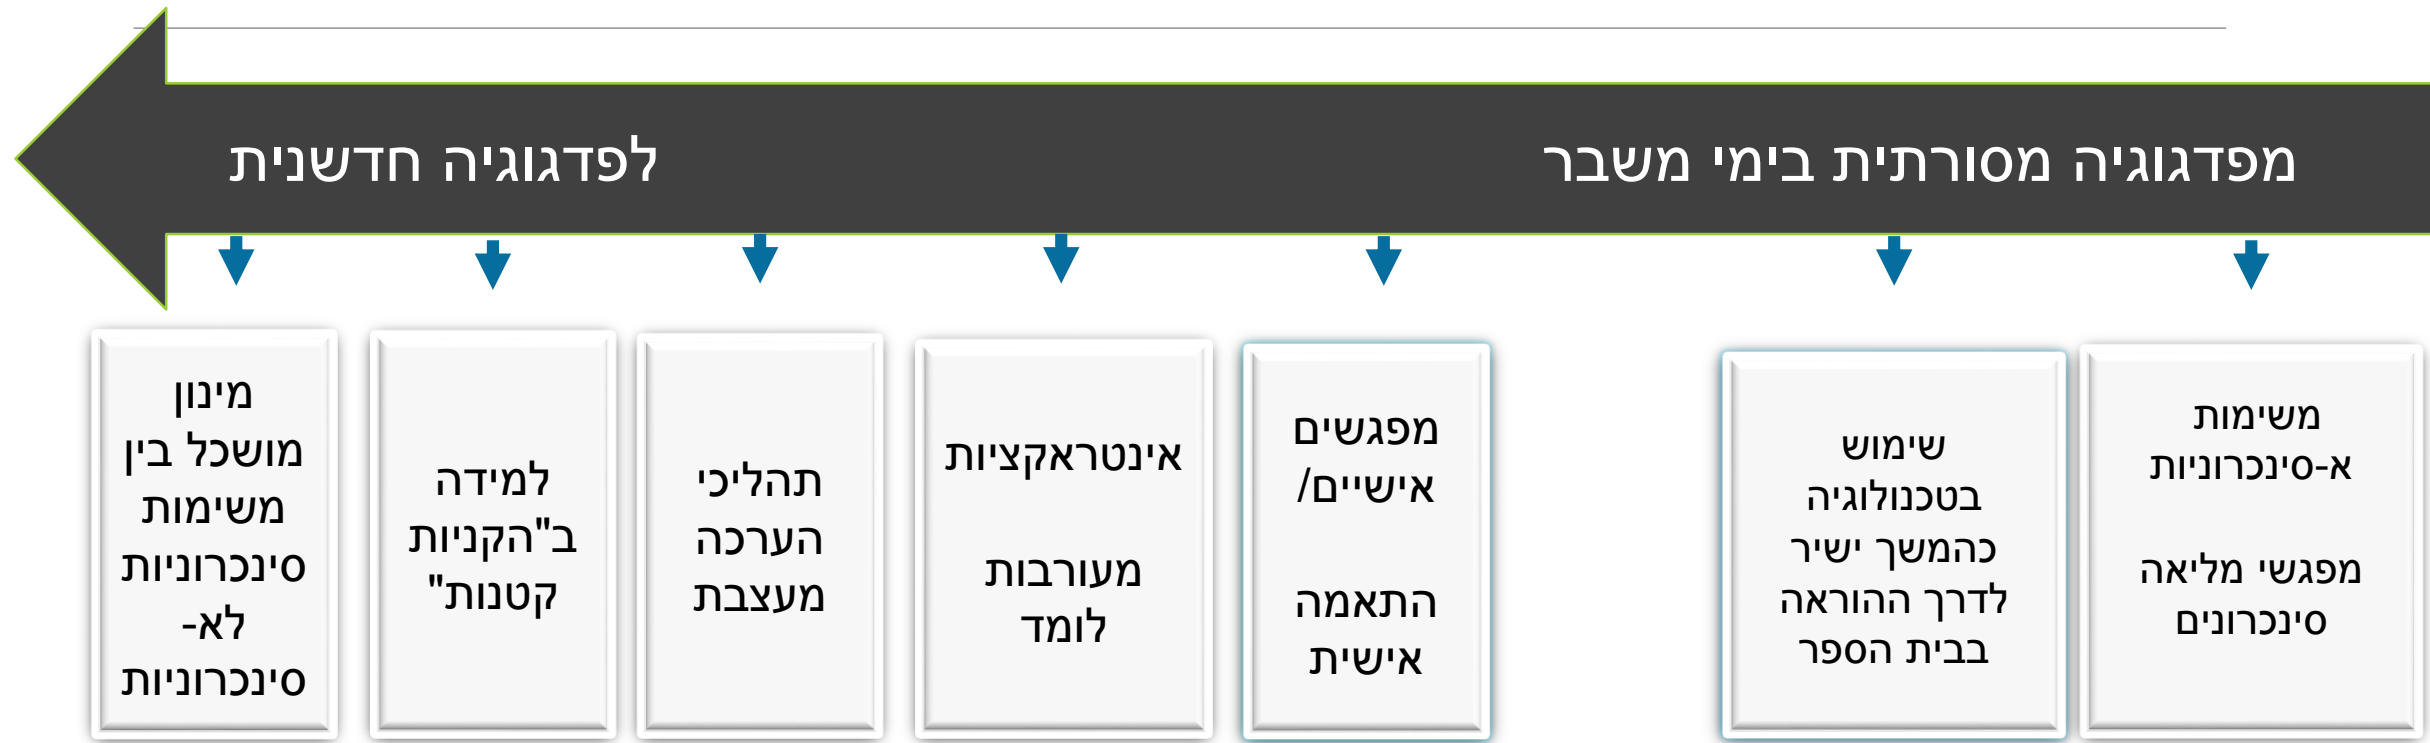 מפדגוגיה מסורתית בימי משבר
לפדגוגיה חדשנית
משימות
א-סינכרוניות
מפגשי מליאה
סינכרונים
שימוש
בטכנולוגיה
כהמשך ישיר
לדרך ההוראה
בבית הספר
מפגשים
אישיים/
התאמה
אישית
אינטראקציות
מעורבות
לומד
תהליכי
הערכה
מעצבת
למידה
ב"הקניות
קטנות"
מינון
מושכל בין
משימות
סינכרוניות
לא-
סינכרוניות